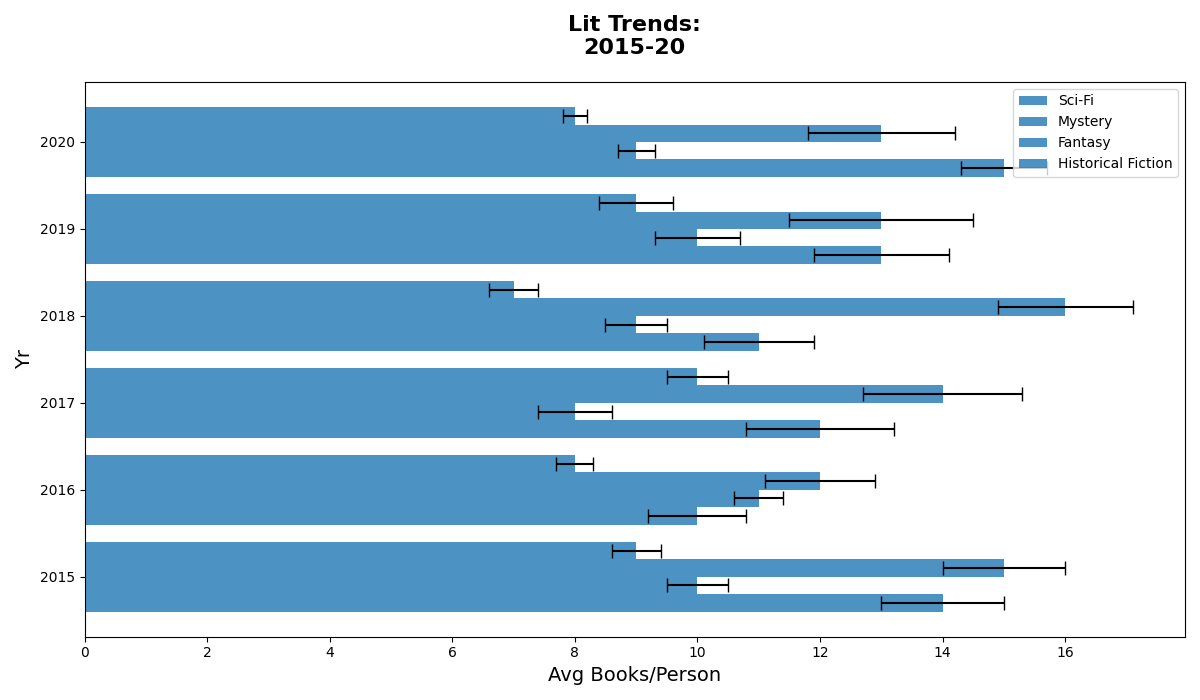 Lit Trends:
2015-20
Sci-Fi
Mystery
Fantasy
Historical Fiction
Yr
2020
2019
2018
2017
2016
2015
0 2 4 6 8 10 12 14 16
Avg Books/Person